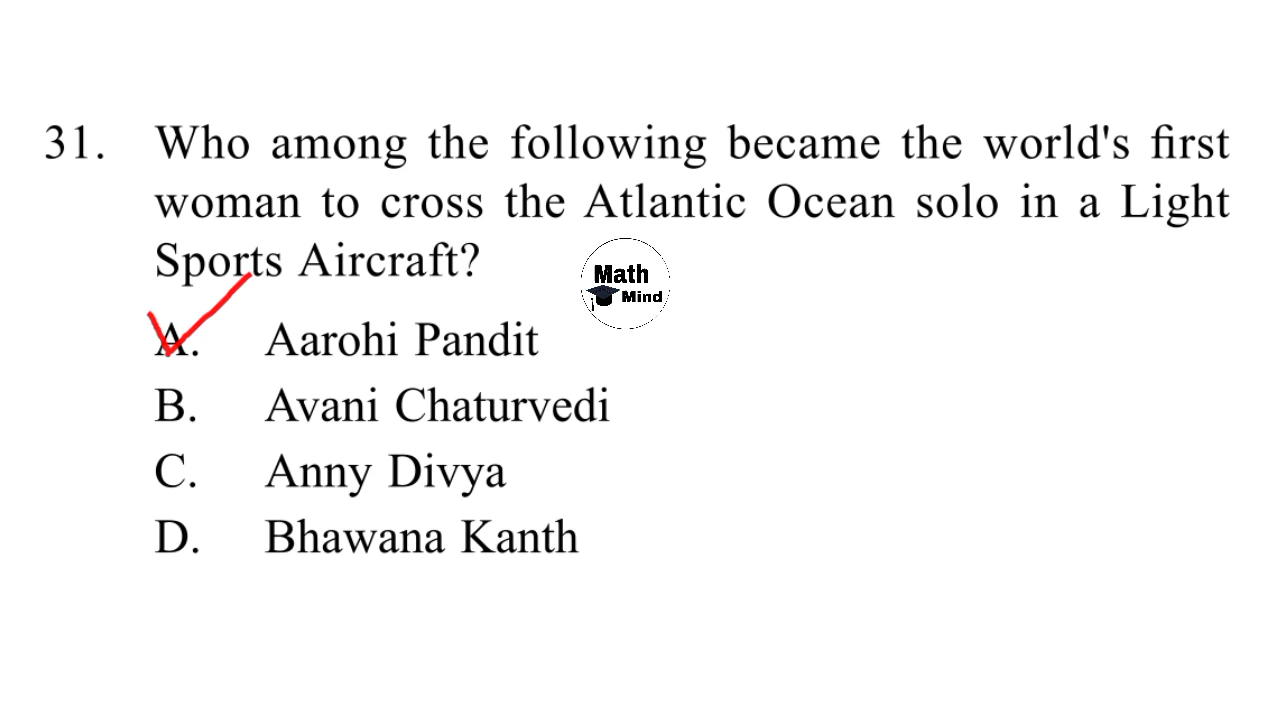 31. Who among the following became the world's first
woman to cross the Atlantic Ocean solo in a Light
Sports Aircraft?
Math
Mind
A. Aarohi Pandit
B. Avani Chaturvedi
C. Anny Divya
D. Bhawana Kanth